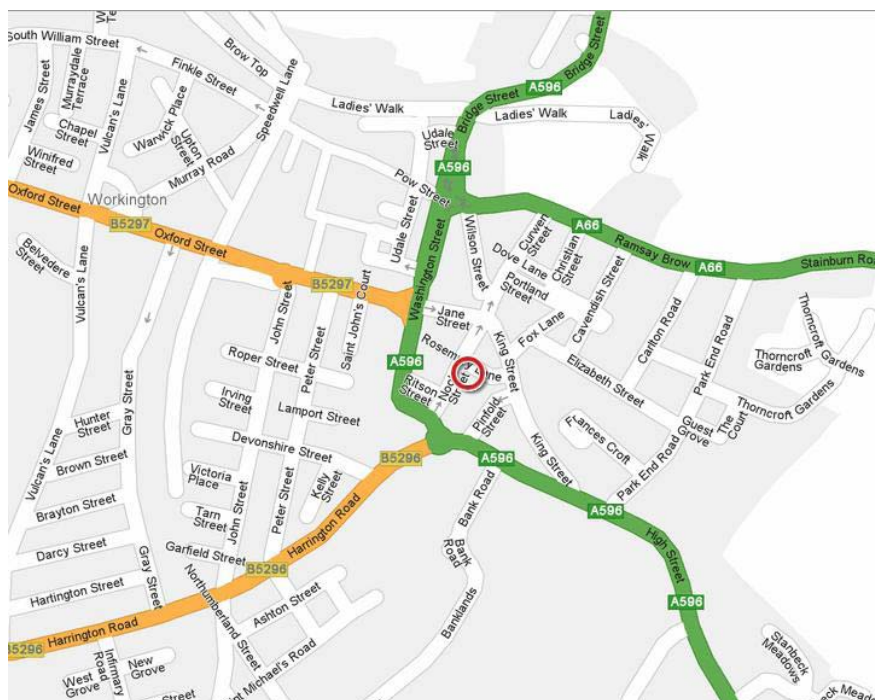 South William Street
Finkle Street
Brow Top
Speedwell Lane
Ladies' Walk
Bridge Street
A596
Bridge Street
Ladies' Walk
Ladies' Walk
James Street
Murraydale Terrace
Vulcan's Lane
Chapel Street
Warwick Place
Upton
Winifred Street
Murray Road
Udale Street
A596
Pow Street
Oxford Street
Workington
B5297
Oxford Street
Udale Street
Washington Street
Wilson Street
Dove Lane
Curwen Street
Christian Street
A66
Ramsay Brow
A66
Belvedere Street
Vulcan's Lane
B5297
Saint John's Court
John Street
Peter Street
Jane Street
Portland Street
Cavendish Street
Fox Lane
Carlton Road
Park End Road
Thorncroft Gardens
Thorncroft Gardens
Thorncroft Gardens
A596
Roper Street
Irving Street
Lamport Street
Ritson Street
King Street
Elizabeth Street
Hunter Street
Gray Street
Devonshire Street
Pinfold Street
Frances Croft
Guest Grove
The Court
Vulcan's Lane
Brown Street
Victoria Place
Kelly Street
B5296
A596
King Street
Park End Road
Brayton Street
Tarn Street
John Street
Peter Street
Harrington Road
Bank Road
Bank Road
A596
High Street
Darcy Street
Gray Street
Garfield Street
B5296
Hartington Street
Northumberland Street
Ashton Street
Banklands
A596
Harrington Road
B5296
Infirmary Road
New Grove
West Grove
Michael's Road
Stanbeck Meadows